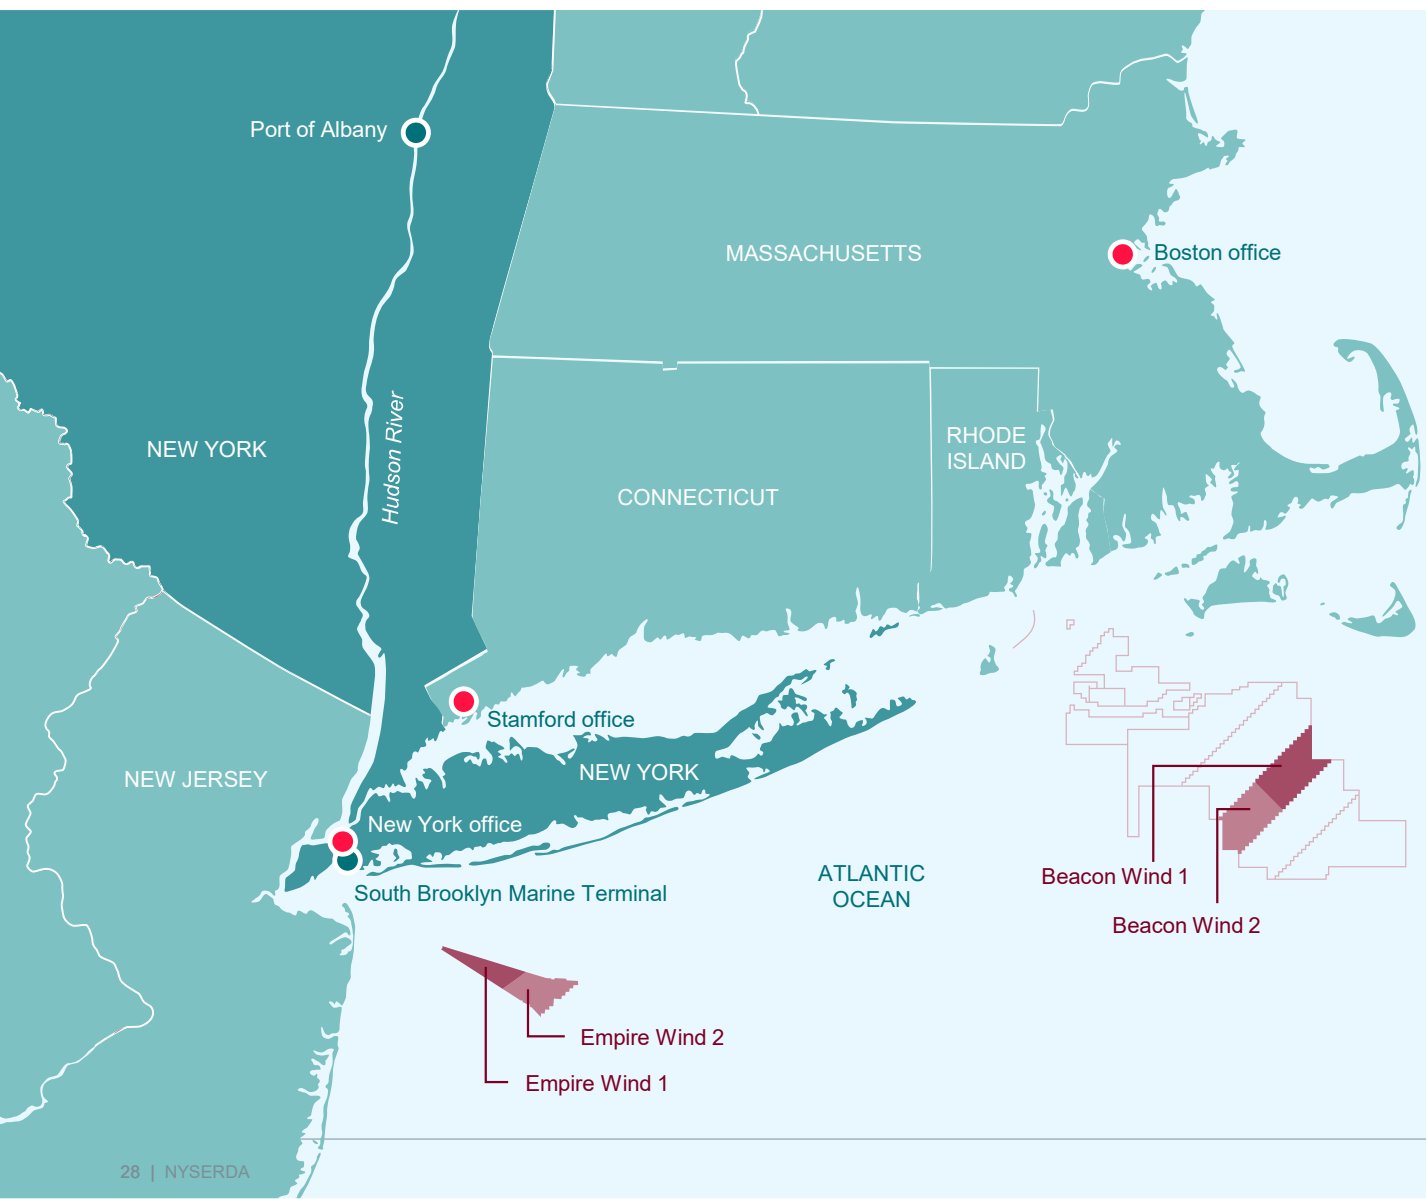 Port of Albany
MASSACHUSETTS
Boston office
Hudson River
NEW YORK
RHODE
ISLAND
CONNECTICUT
Stamford office
NEW YORK
NEW JERSEY
New York office
South Brooklyn Marine Terminal
ATLANTIC
OCEAN
Beacon Wind 1
Beacon Wind 2
Empire Wind 2
Empire Wind 1
28 | NYSERDA